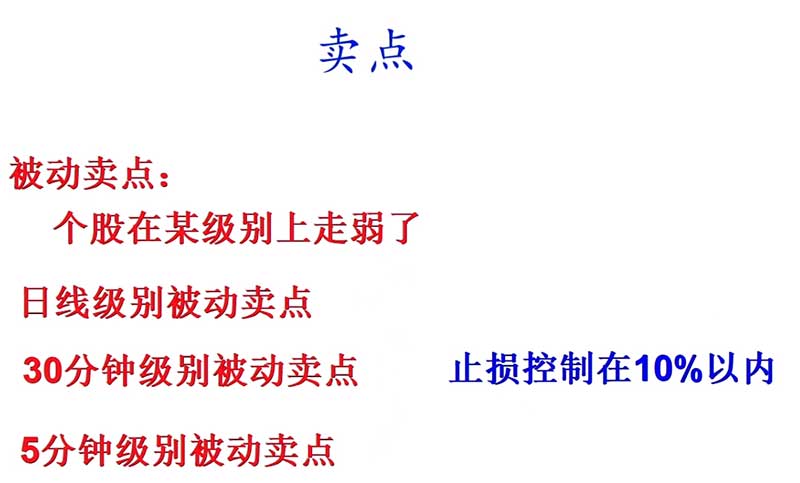 卖点
被动卖点：
个股在某级别上走弱了
日线级别被动卖点
30分钟级别被动卖点
止损控制在10%以内
5分钟级别被动卖点